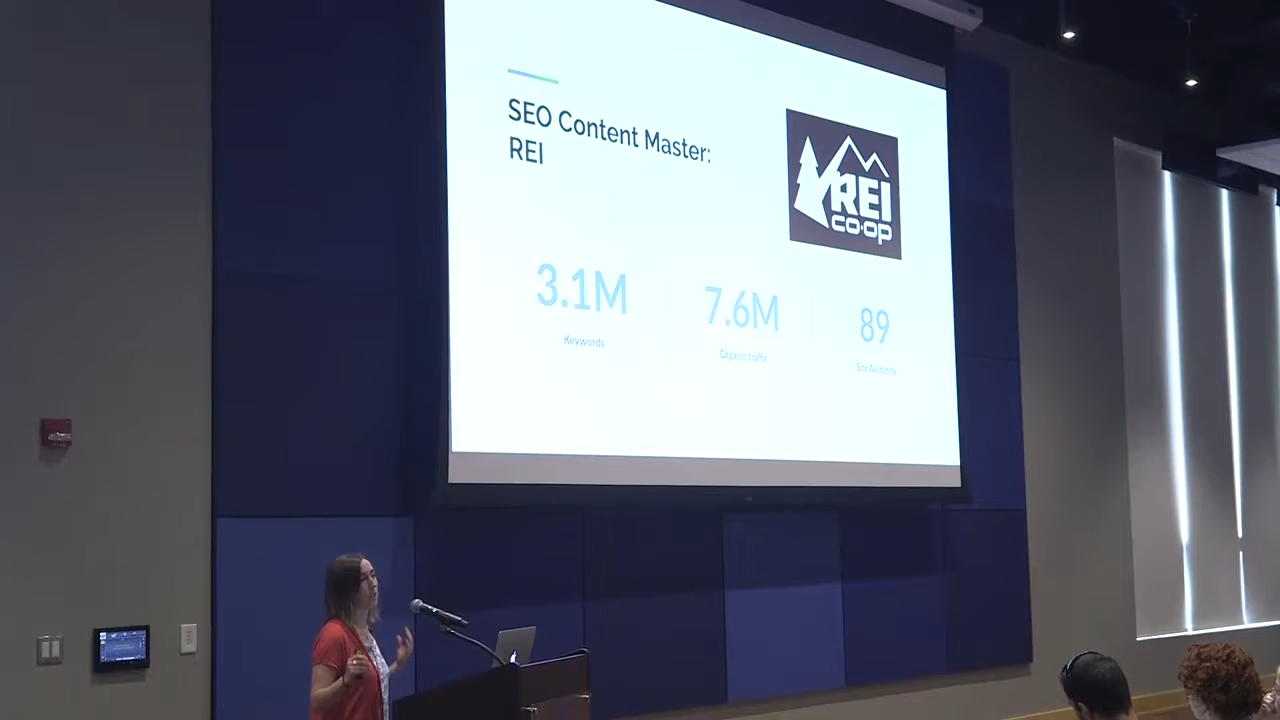 SEO Content Master:
REI
REI
CO·OP
3.1M
7.6M
89
Keywords
Organic traffic
Site Authority